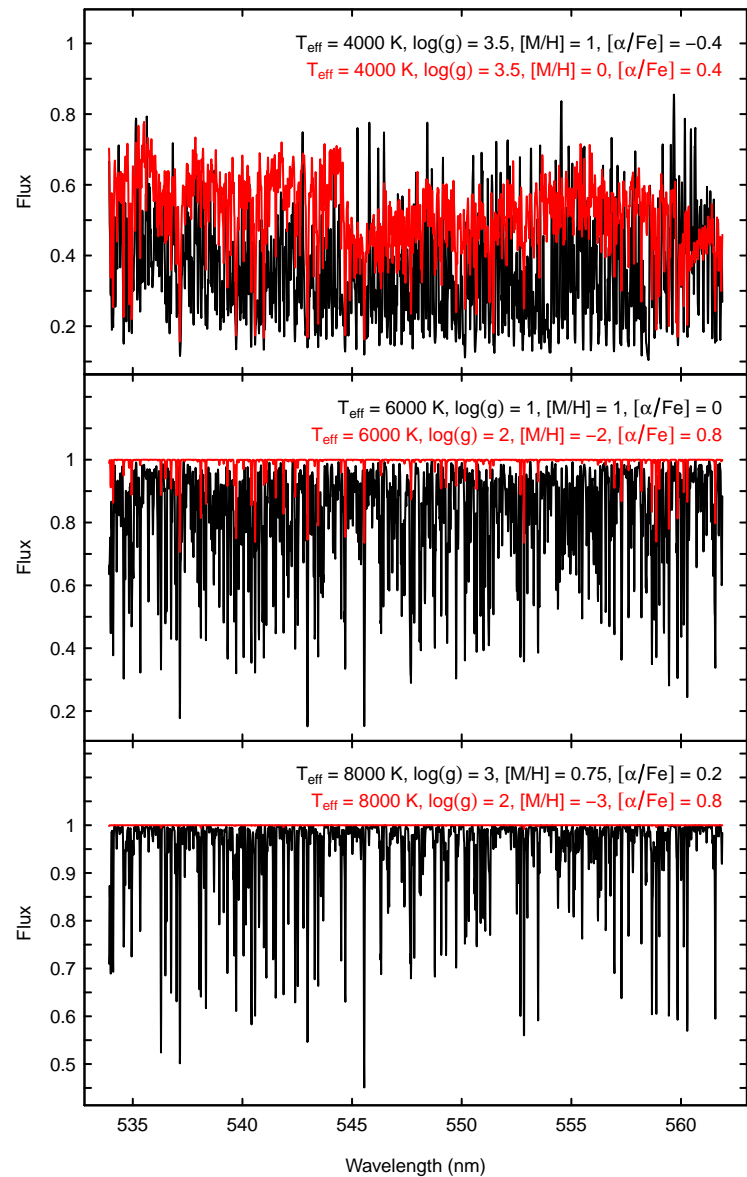 T_eff = 4000 K, log(g) = 3.5, [M/H] = 1, [α/Fe] = −0.4
T_eff = 4000 K, log(g) = 3.5, [M/H] = 0, [α/Fe] = 0.4
1
0.8
0.6
0.4
0.2
Flux
T_eff = 6000 K, log(g) = 1, [M/H] = 1, [α/Fe] = 0
T_eff = 6000 K, log(g) = 2, [M/H] = −2, [α/Fe] = 0.8
1
0.8
0.6
0.4
0.2
Flux
T_eff = 8000 K, log(g) = 3, [M/H] = 0.75, [α/Fe] = 0.2
T_eff = 8000 K, log(g) = 2, [M/H] = −3, [α/Fe] = 0.8
1
0.9
0.8
0.7
0.6
0.5
Flux
535 540 545 550 555 560
Wavelength (nm)